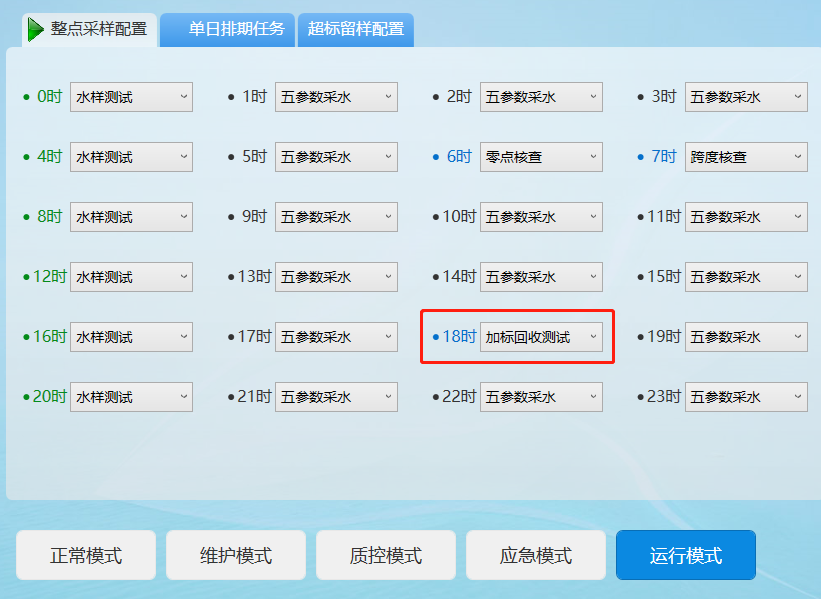 整点采样配置 单日排期任务 超标留样配置
0时 水样测试 1时 五参数采水 2时 五参数采水 3时 五参数采水
4时 水样测试 5时 五参数采水 6时 零点核查 7时 跨度核查
8时 水样测试 9时 五参数采水 10时 五参数采水 11时 五参数采水
12时 水样测试 13时 五参数采水 14时 五参数采水 15时 五参数采水
16时 水样测试 17时 五参数采水 18时 加标回收测试 19时 五参数采水
20时 水样测试 21时 五参数采水 22时 五参数采水 23时 五参数采水
正常模式 维护模式 质控模式 应急模式 运行模式